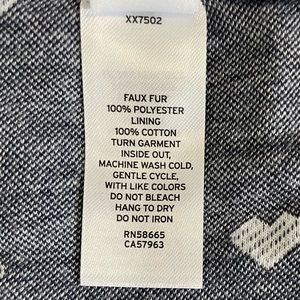 XX7502
FAUX FUR
100% POLYESTER
LINING
100% COTTON
TURN GARMENT
INSIDE OUT,
MACHINE WASH COLD,
GENTLE CYCLE,
WITH LIKE COLORS
DO NOT BLEACH
HANG TO DRY
DO NOT IRON
RN58665
CA57963